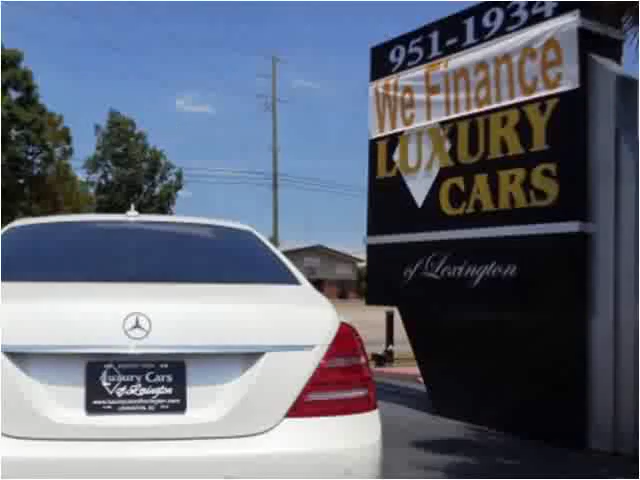 951-1934
We Finance
LUXURY
CARS
of Lexington
Luxury Cars
of Lexington